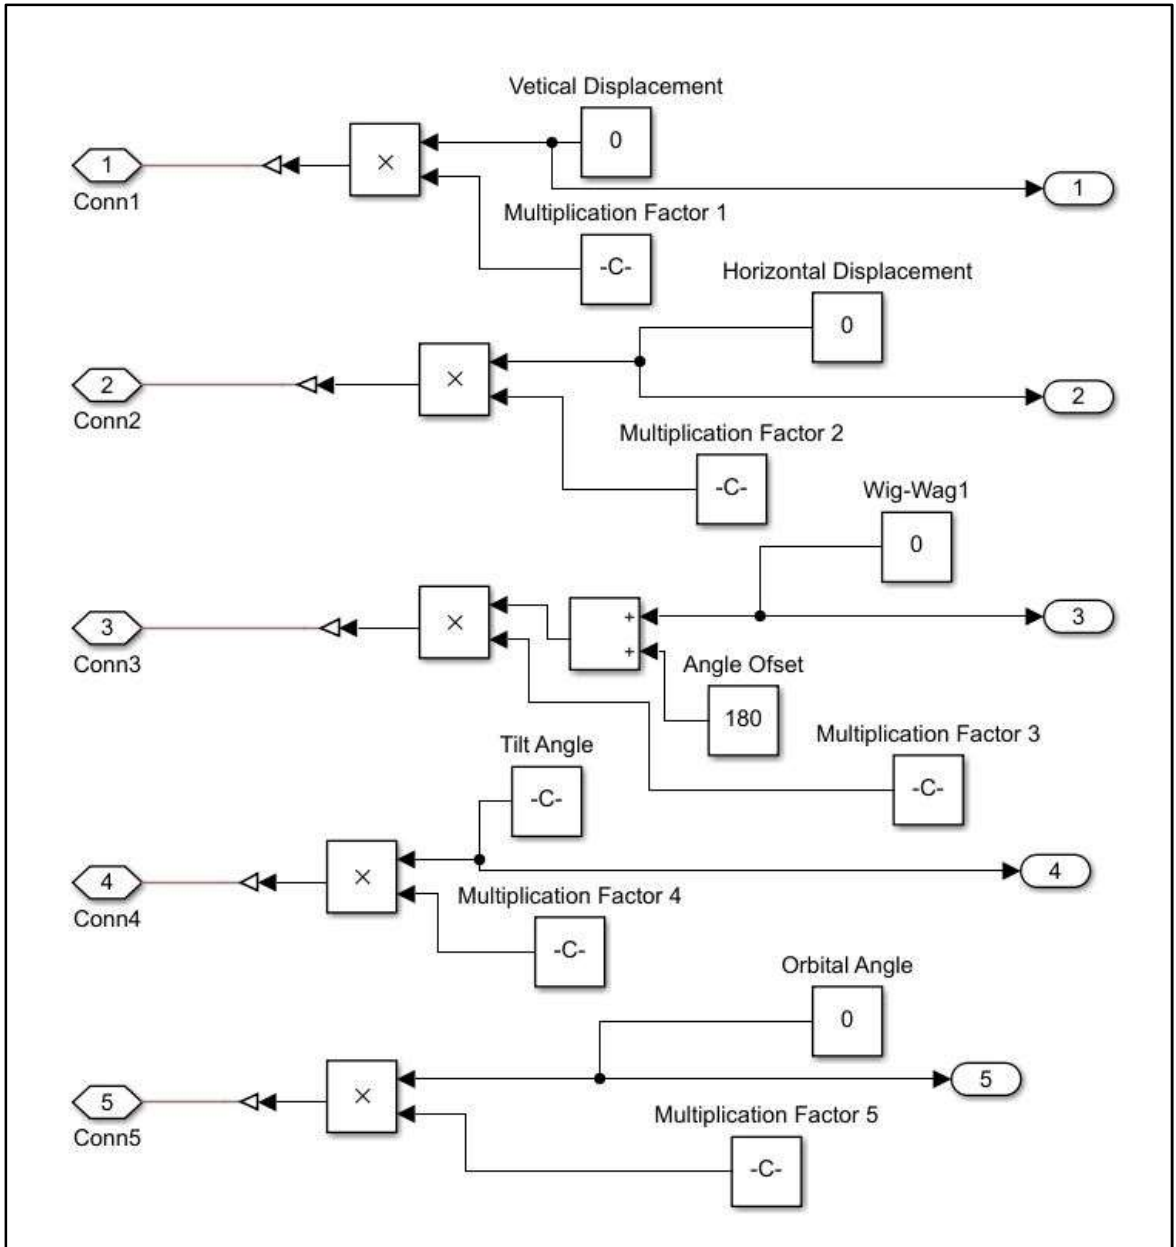 Vetical Displacement
0
×
1
Conn1
1
Multiplication Factor 1
-C-
Horizontal Displacement
0
×
2
Conn2
2
Multiplication Factor 2
-C-
Wig-Wag1
0
×
+
+
3
Conn3
3
Angle Ofset
180
Multiplication Factor 3
-C-
Tilt Angle
-C-
×
4
Conn4
4
Multiplication Factor 4
-C-
Orbital Angle
0
×
5
Conn5
5
Multiplication Factor 5
-C-